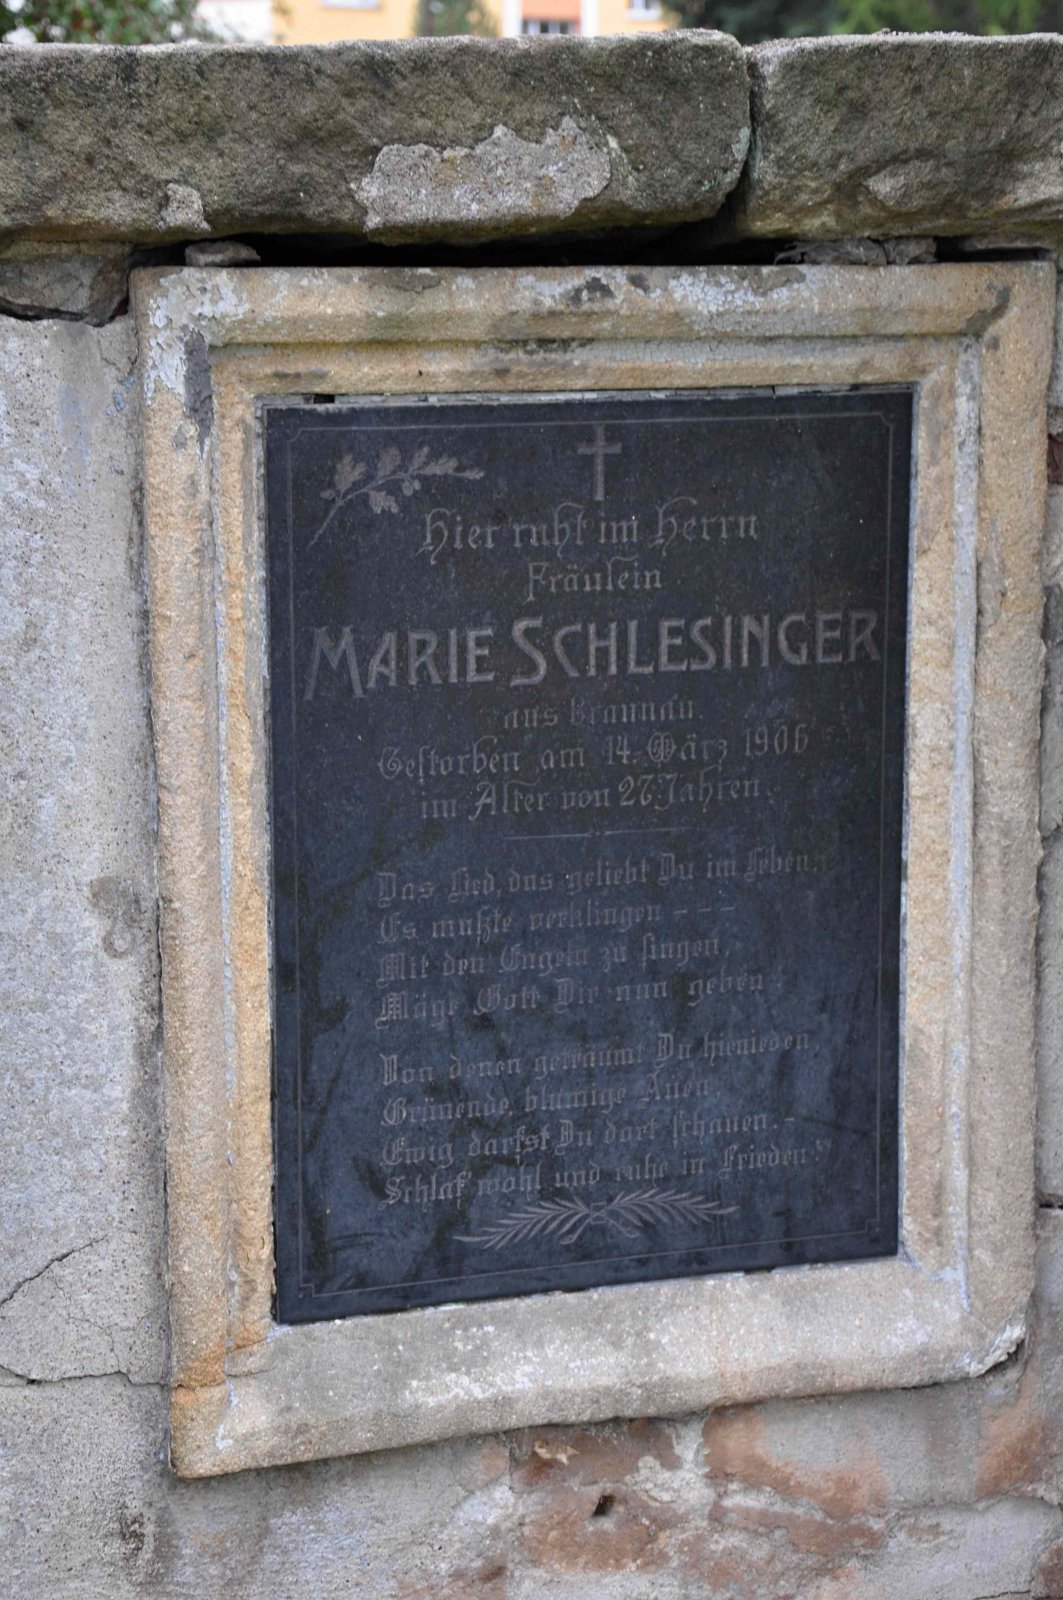 Hier ruht im Herrn
Fräulein
MARIE SCHLESINGER
aus Braunau.
Gestorben am 14. März 1906
im Alter von 27 Jahren.
Das Lied, das geliebt Du im Leben,
Es mußte verklingen – – –
Mit den Engeln zu singen,
Mäge Gott Dir nun geben!
Von denen geträumt Du hienieden,
Grünende, blumige Auen,
Ewig darfst Du dort schauen. –
Schlaf' wohl und ruhe in Frieden!